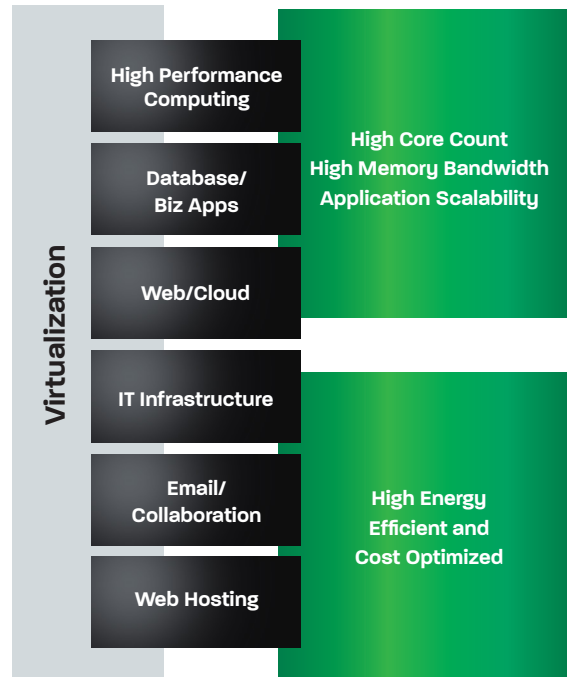 Virtualization
High Performance
Computing
Database/
Biz Apps
Web/Cloud
IT Infrastructure
Email/
Collaboration
Web Hosting
High Core Count
High Memory Bandwidth
Application Scalability
High Energy
Efficient and
Cost Optimized